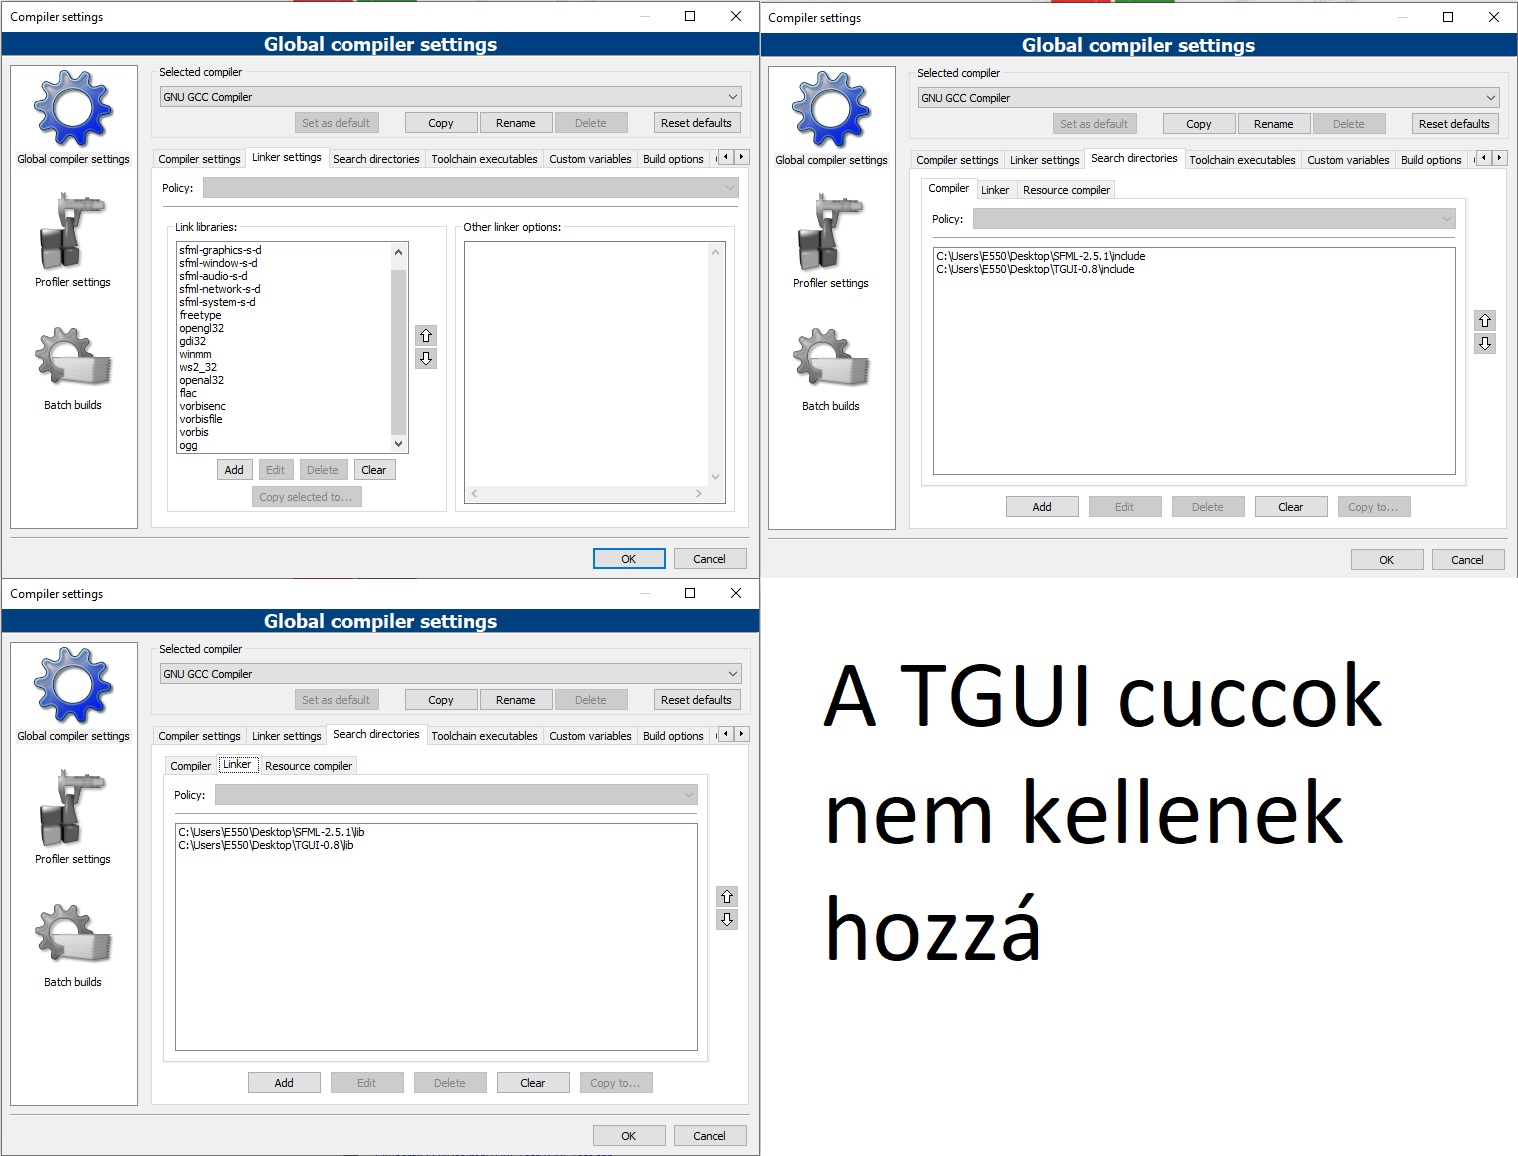 Compiler settings
Global compiler settings
Global compiler settings
Profiler settings
Batch builds
Selected compiler
GNU GCC Compiler
Set as default Copy Rename Delete Reset defaults
Compiler settings Linker settings Search directories Toolchain executables Custom variables Build options
Policy:
Link libraries:
sfml-graphics-s-d
sfml-window-s-d
sfml-audio-s-d
sfml-network-s-d
sfml-system-s-d
freetype
opengl32
gdi32
winmm
ws2_32
openal32
flac
vorbisenc
vorbisfile
vorbis
ogg
Add Edit Delete Clear
Copy selected to...
Other linker options:
OK Cancel
Compiler settings
Global compiler settings
Global compiler settings
Profiler settings
Batch builds
Selected compiler
GNU GCC Compiler
Set as default Copy Rename Delete Reset defaults
Compiler settings Linker settings Search directories Toolchain executables Custom variables Build options
Compiler Linker Resource compiler
Policy:
C:\Users\E550\Desktop\SFML-2.5.1\include
C:\Users\E550\Desktop\TGUI-0.8\include
Add Edit Delete Clear Copy to...
OK Cancel
Compiler settings
Global compiler settings
Global compiler settings
Profiler settings
Batch builds
Selected compiler
GNU GCC Compiler
Set as default Copy Rename Delete Reset defaults
Compiler settings Linker settings Search directories Toolchain executables Custom variables Build options
Compiler Linker Resource compiler
Policy:
C:\Users\E550\Desktop\SFML-2.5.1\lib
C:\Users\E550\Desktop\TGUI-0.8\lib
Add Edit Delete Clear Copy to...
OK Cancel
A TGUI cuccok
nem kellenek
hozzá